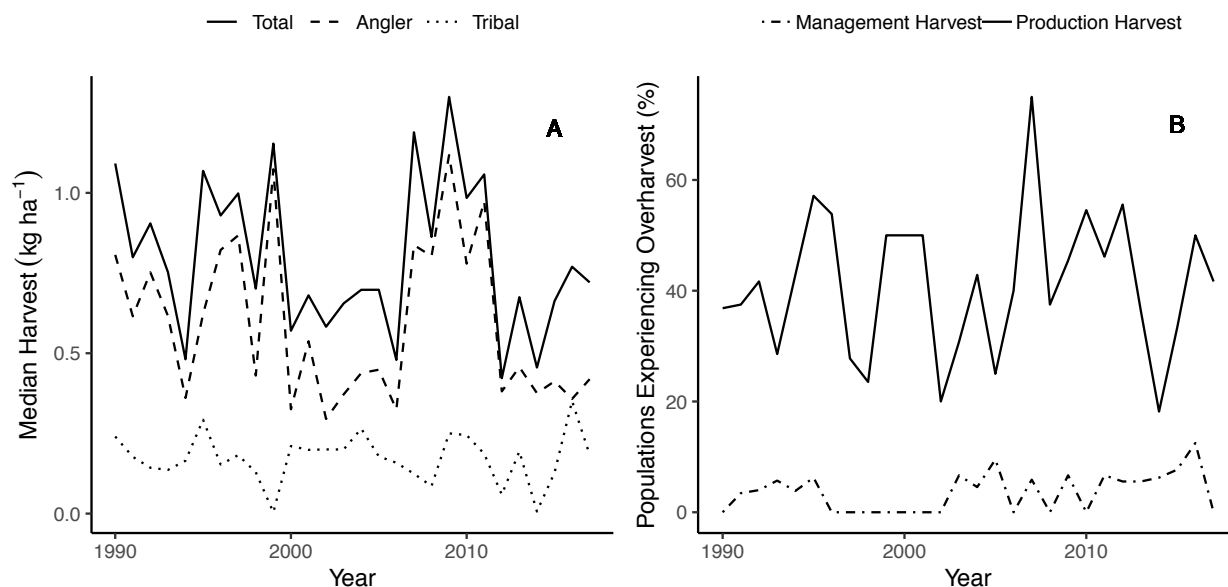 Total Angler Tribal
A
Median Harvest (kg ha⁻¹)
1.0
0.5
0.0
1990 2000 2010
Year
Management Harvest Production Harvest
B
Populations Experiencing Overharvest (%)
60
40
20
0
1990 2000 2010
Year